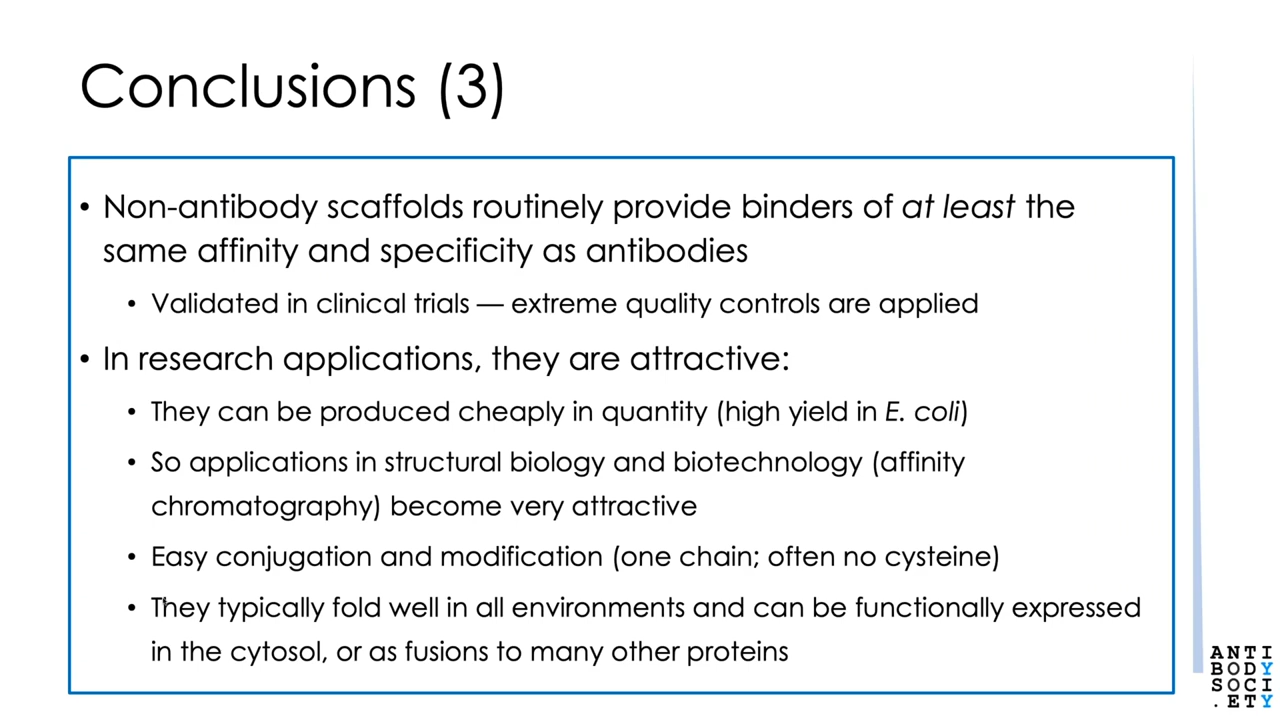 Conclusions (3)
• Non-antibody scaffolds routinely provide binders of at least the
same affinity and specificity as antibodies
• Validated in clinical trials — extreme quality controls are applied
• In research applications, they are attractive:
• They can be produced cheaply in quantity (high yield in E. coli)
• So applications in structural biology and biotechnology (affinity
chromatography) become very attractive
• Easy conjugation and modification (one chain; often no cysteine)
• They typically fold well in all environments and can be functionally expressed
in the cytosol, or as fusions to many other proteins
ANTI
BODY
SOCI
.ETY